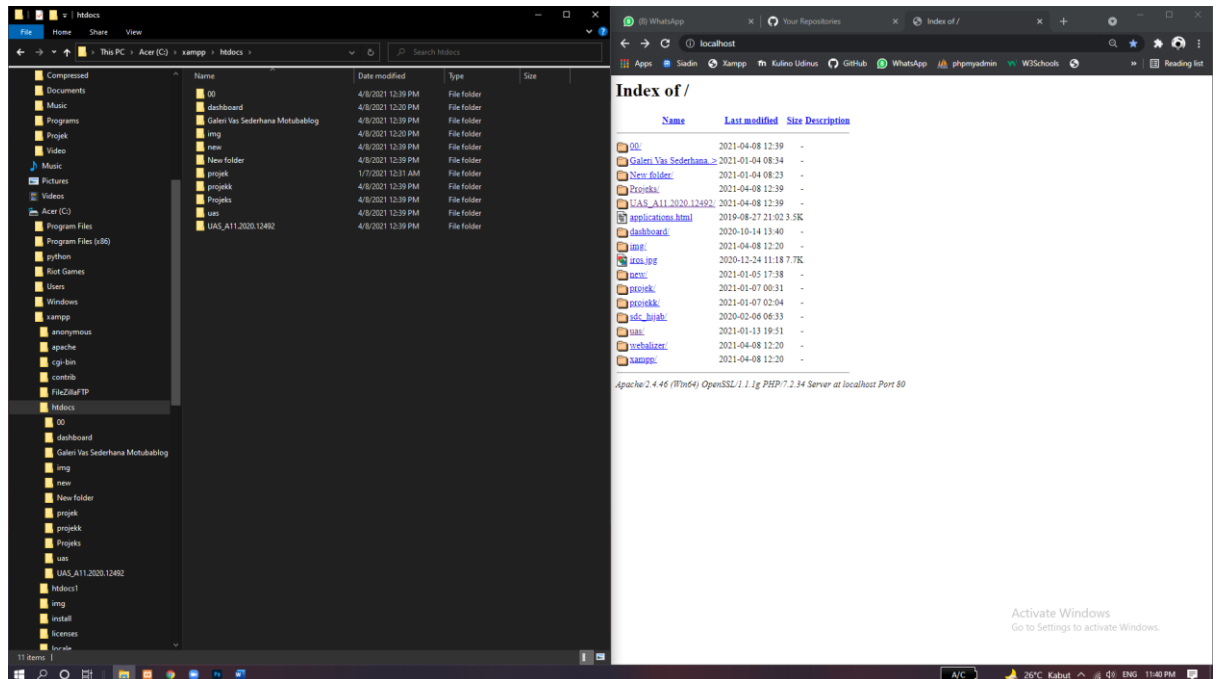 htdocs
File Home Share View
This PC › Acer (C:) › xampp › htdocs ›
Search htdocs
Compressed
Documents
Music
Programs
Projek
Video
Music
Pictures
Videos
Acer (C:)
Program Files
Program Files (x86)
python
Riot Games
Users
Windows
xampp
anonymous
apache
cgi-bin
contrib
FileZillaFTP
htdocs
00
dashboard
Galeri Vas Sederhana Motubablog
img
new
New folder
projek
projekk
Projeks
uas
UAS_A11.2020.12492
htdocs1
img
install
licenses
locale
Name Date modified Type Size
00 4/8/2021 12:39 PM File folder
dashboard 4/8/2021 12:20 PM File folder
Galeri Vas Sederhana Motubablog 4/8/2021 12:39 PM File folder
img 4/8/2021 12:20 PM File folder
new 4/8/2021 12:39 PM File folder
New folder 4/8/2021 12:39 PM File folder
projek 1/7/2021 12:31 AM File folder
projekk 4/8/2021 12:39 PM File folder
Projeks 4/8/2021 12:39 PM File folder
uas 4/8/2021 12:39 PM File folder
UAS_A11.2020.12492 4/8/2021 12:39 PM File folder
11 items
(8) WhatsApp Your Repositories Index of /
localhost
Apps Siadin Xampp Kulino Udinus GitHub WhatsApp phpmyadmin W3Schools » Reading list
Index of /
Name Last modified Size Description
00/ 2021-04-08 12:39 -
Galeri Vas Sederhana..> 2021-01-04 08:34 -
New folder/ 2021-01-04 08:23 -
Projeks/ 2021-04-08 12:39 -
UAS_A11.2020.12492/ 2021-04-08 12:39 -
applications.html 2019-08-27 21:02 3.5K
dashboard/ 2020-10-14 13:40 -
img/ 2021-04-08 12:20 -
iros.jpg 2020-12-24 11:18 7.7K
new/ 2021-01-05 17:38 -
projek/ 2021-01-07 00:31 -
projekk/ 2021-01-07 02:04 -
sdc_hijab/ 2020-02-06 06:33 -
uas/ 2021-01-13 19:51 -
webalizer/ 2021-04-08 12:20 -
xampp/ 2021-04-08 12:20 -
Apache/2.4.46 (Win64) OpenSSL/1.1.1g PHP/7.2.34 Server at localhost Port 80
Activate Windows
Go to Settings to activate Windows.
A/C 26°C Kabut ENG 11:40 PM